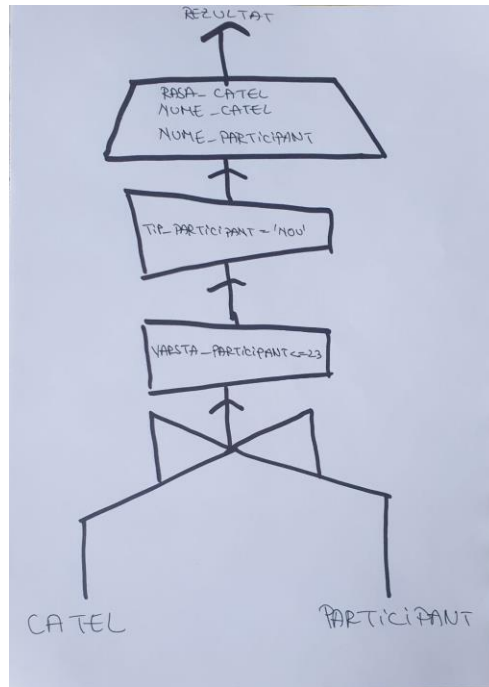 REZULTAT
RASA_CATEL
NUME_CATEL
NUME_PARTICIPANT
TIP_PARTICIPANT = 'NOU'
VARSTA_PARTICIPANT<=23
CATEL
PARTICIPANT